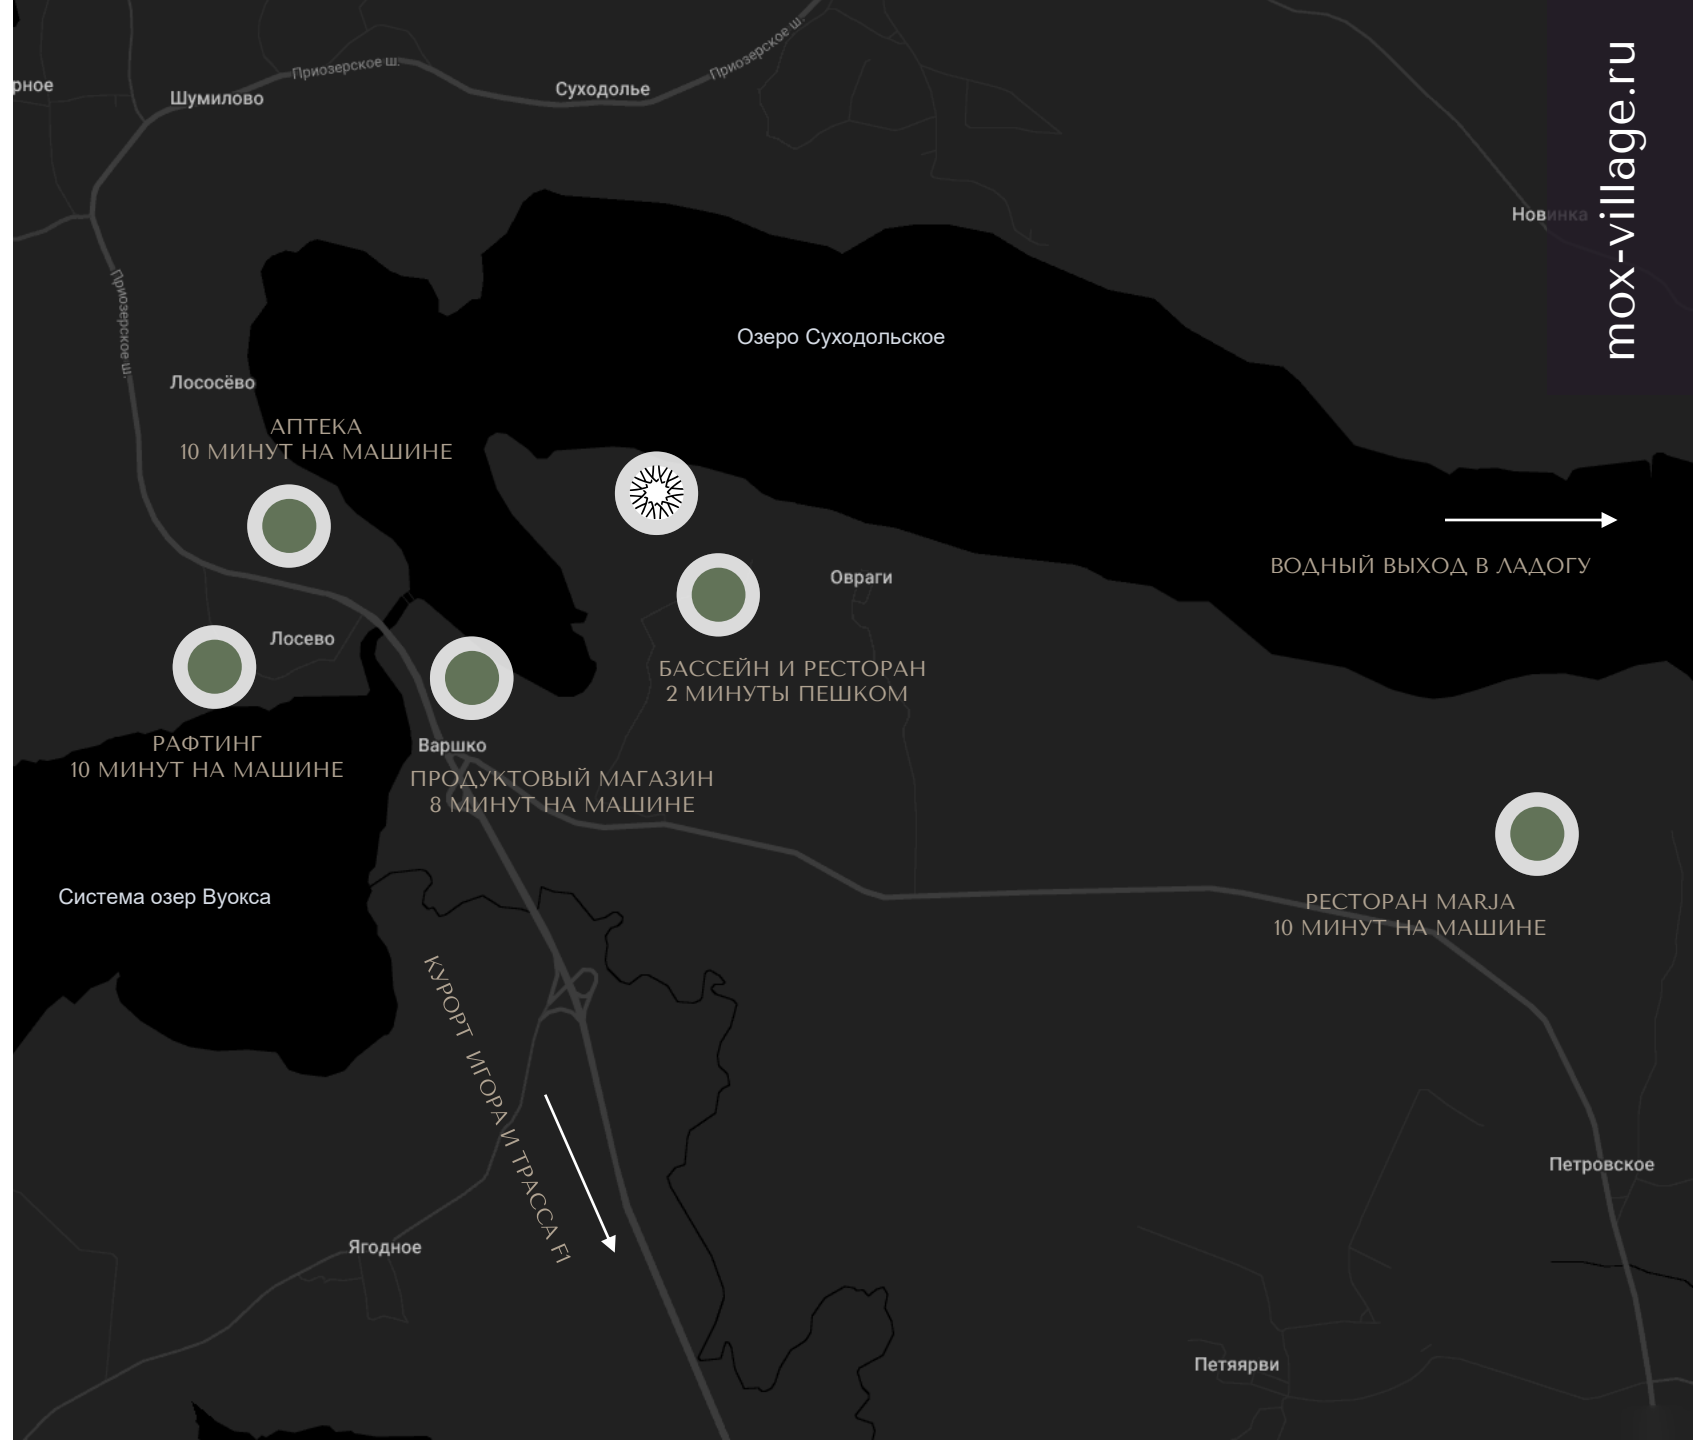 рное
Шумилово
Приозерское ш.
Суходолье
Приозерское ш.
mox-village.ru
Новинка
Приозерское ш.
Озеро Суходольское
Лососёво
АПТЕКА
10 МИНУТ НА МАШИНЕ
ВОДНЫЙ ВЫХОД В ЛАДОГУ
Овраги
Лосево
БАССЕЙН И РЕСТОРАН
2 МИНУТЫ ПЕШКОМ
РАФТИНГ
10 МИНУТ НА МАШИНЕ
Варшко
ПРОДУКТОВЫЙ МАГАЗИН
8 МИНУТ НА МАШИНЕ
Система озер Вуокса
РЕСТОРАН MARJA
10 МИНУТ НА МАШИНЕ
КУРОРТ ИГОРА И ТРАССА F1
Петровское
Ягодное
Петяярви